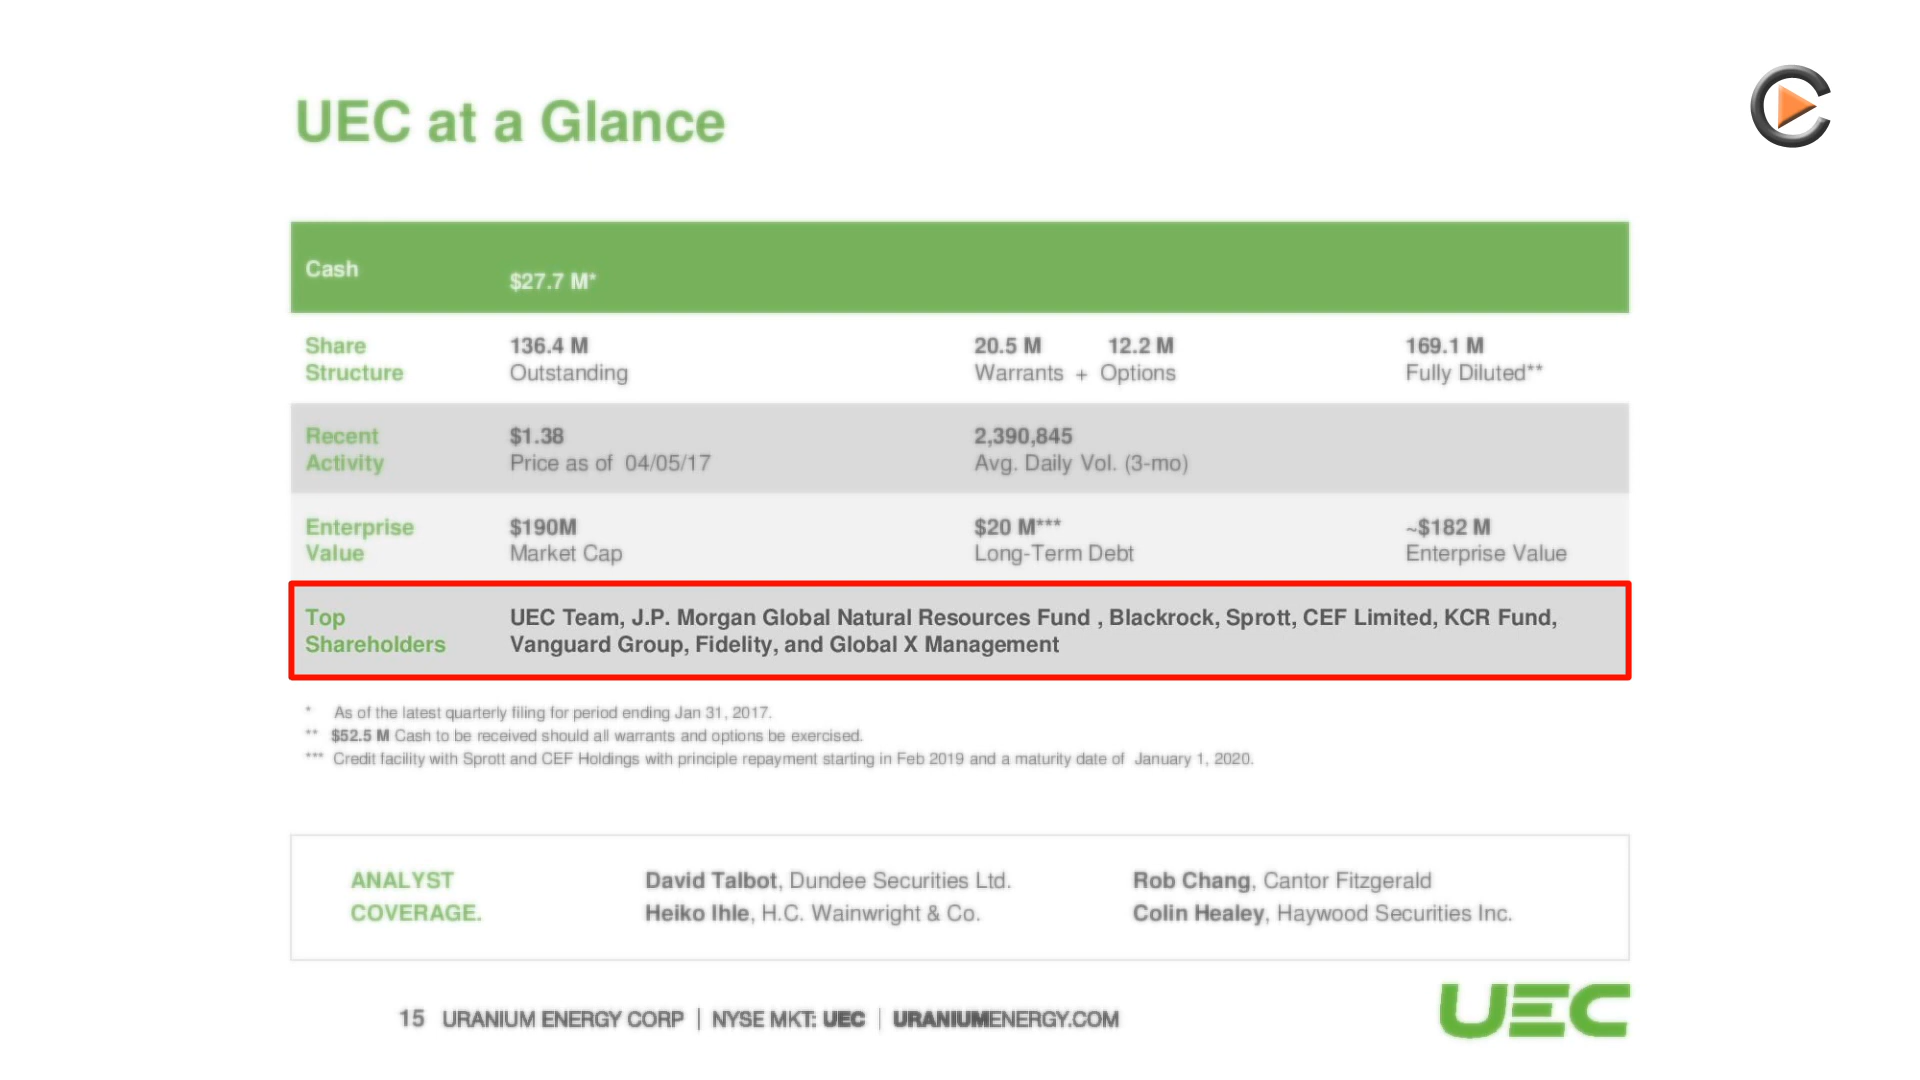 UEC at a Glance
Cash
$27.7 M*
Share Structure
136.4 M 20.5 M 12.2 M 169.1 M
Outstanding Warrants + Options Fully Diluted**
Recent Activity
$1.38 2,390,845
Price as of 04/05/17 Avg. Daily Vol. (3-mo)
Enterprise Value
$190M $20 M*** ~$182 M
Market Cap Long-Term Debt Enterprise Value
Top Shareholders
UEC Team, J.P. Morgan Global Natural Resources Fund , Blackrock, Sprott, CEF Limited, KCR Fund,
Vanguard Group, Fidelity, and Global X Management
* As of the latest quarterly filing for period ending Jan 31, 2017.
** $52.5 M Cash to be received should all warrants and options be exercised.
*** Credit facility with Sprott and CEF Holdings with principle repayment starting in Feb 2019 and a maturity date of January 1, 2020.
ANALYST COVERAGE.
David Talbot, Dundee Securities Ltd. Rob Chang, Cantor Fitzgerald
Heiko Ihle, H.C. Wainwright & Co. Colin Healey, Haywood Securities Inc.
15 URANIUM ENERGY CORP | NYSE MKT: UEC | URANIUMENERGY.COM
UEC